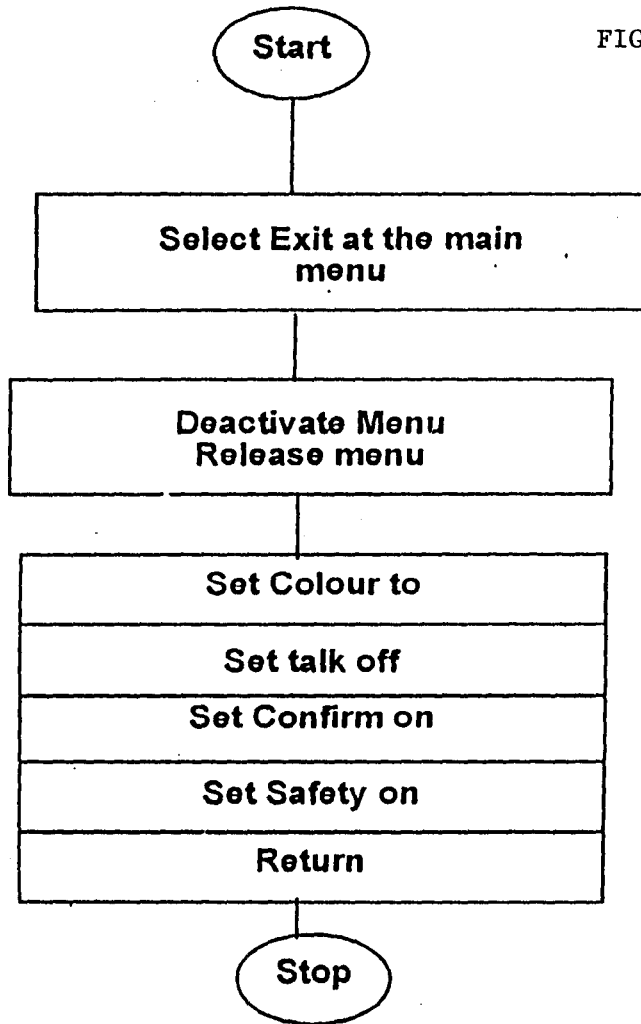 Start
FIG
Select Exit at the main
menu
Deactivate Menu
Release menu
Set Colour to
Set talk off
Set Confirm on
Set Safety on
Return
Stop